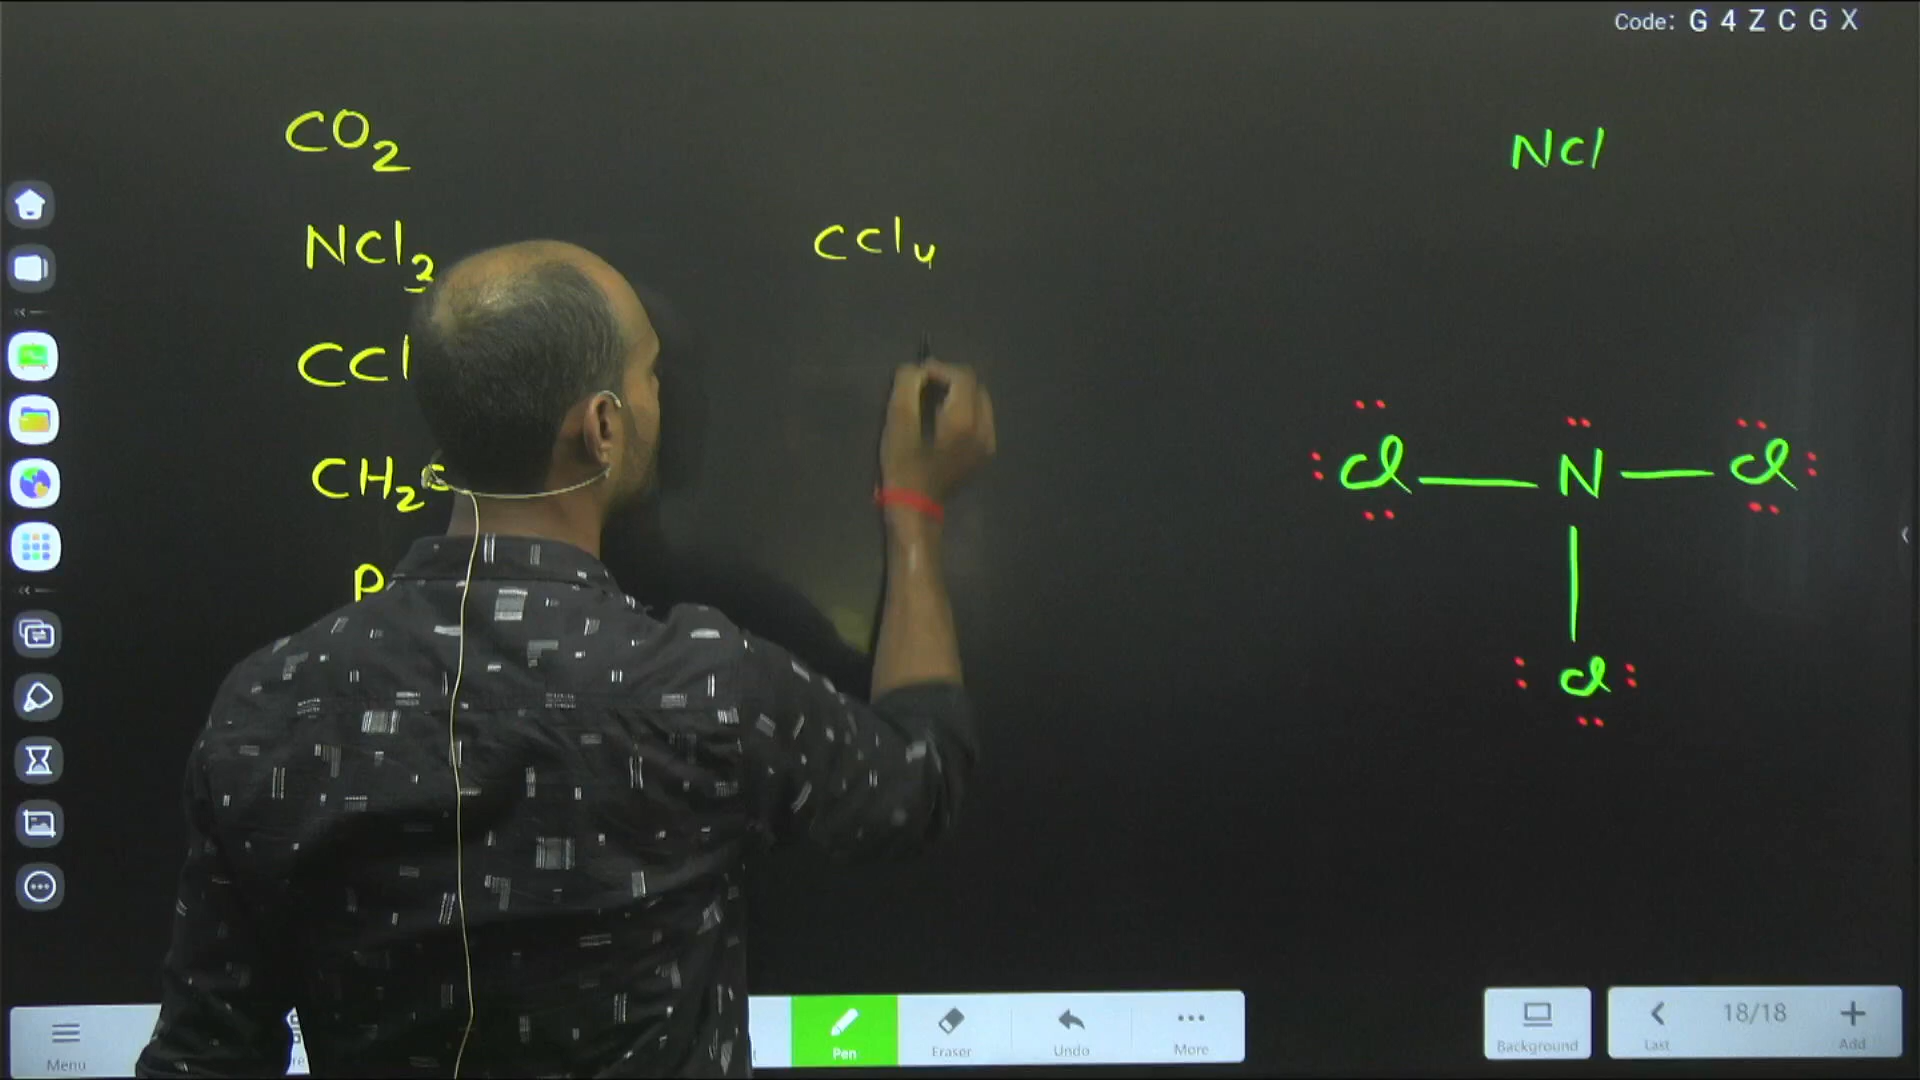 Code: G 4 Z C G X
CO2
NCl
NCl3
CCl4
CCl
Cl — N — Cl
CH2
P
Cl
Menu
Pen
Eraser
Undo
More
Background
Last
18/18
Add